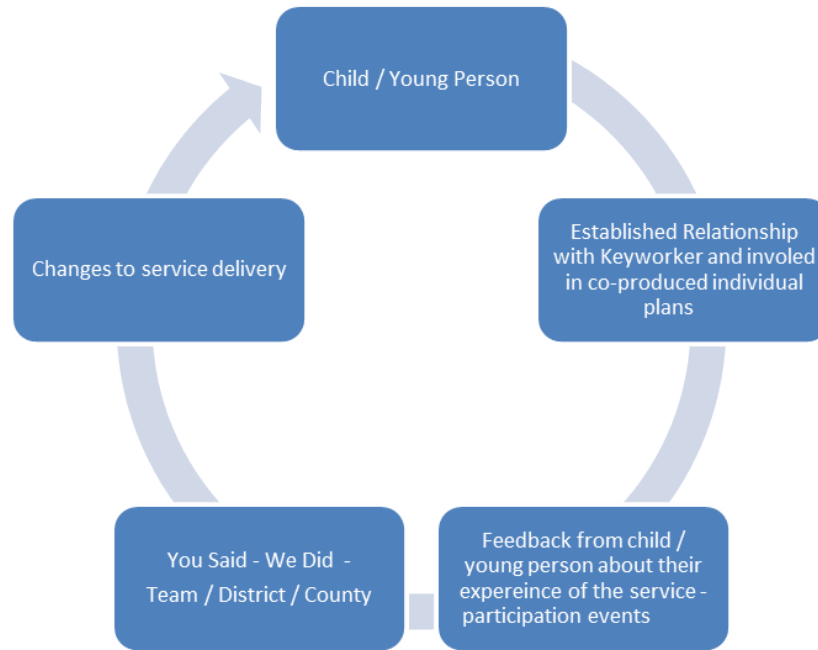 Child / Young Person
Established Relationship
with Keyworker and involed
in co-produced individual
plans
Feedback from child /
young person about their
expereince of the service -
participation events
You Said - We Did -
Team / District / County
Changes to service delivery